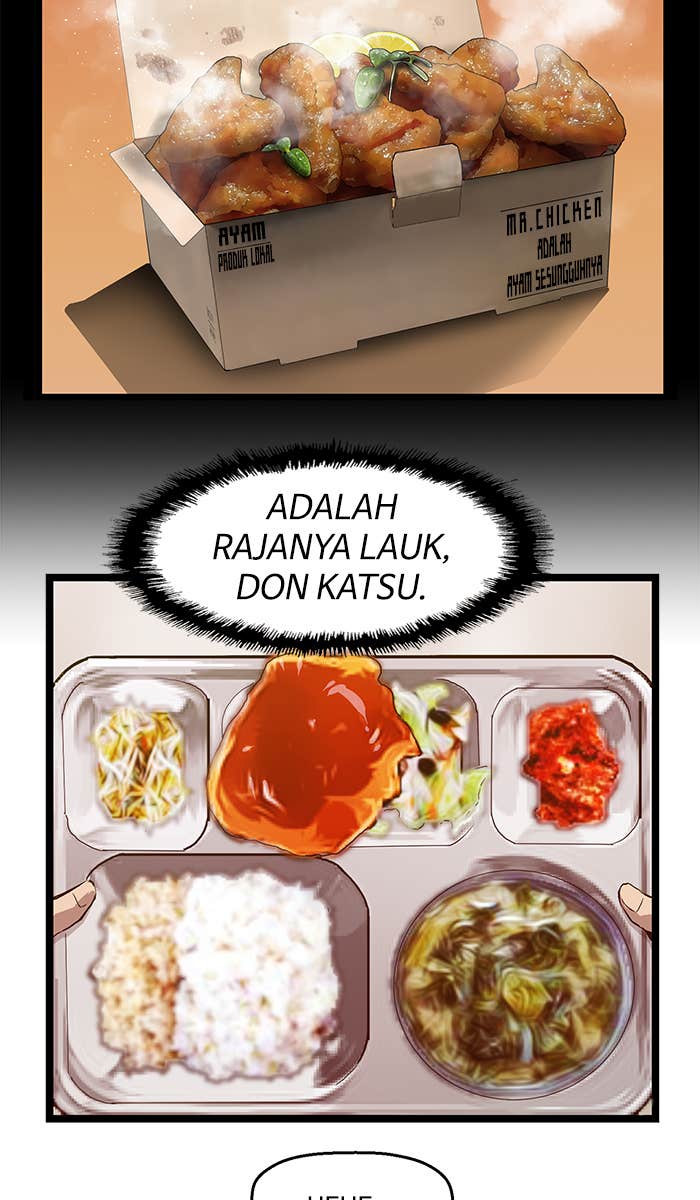 AYAM
PRODUK LOKAL
MR.CHICKEN
ADALAH
AYAM SESUNGGUHNYA
ADALAH
RAJANYA LAUK,
DON KATSU.